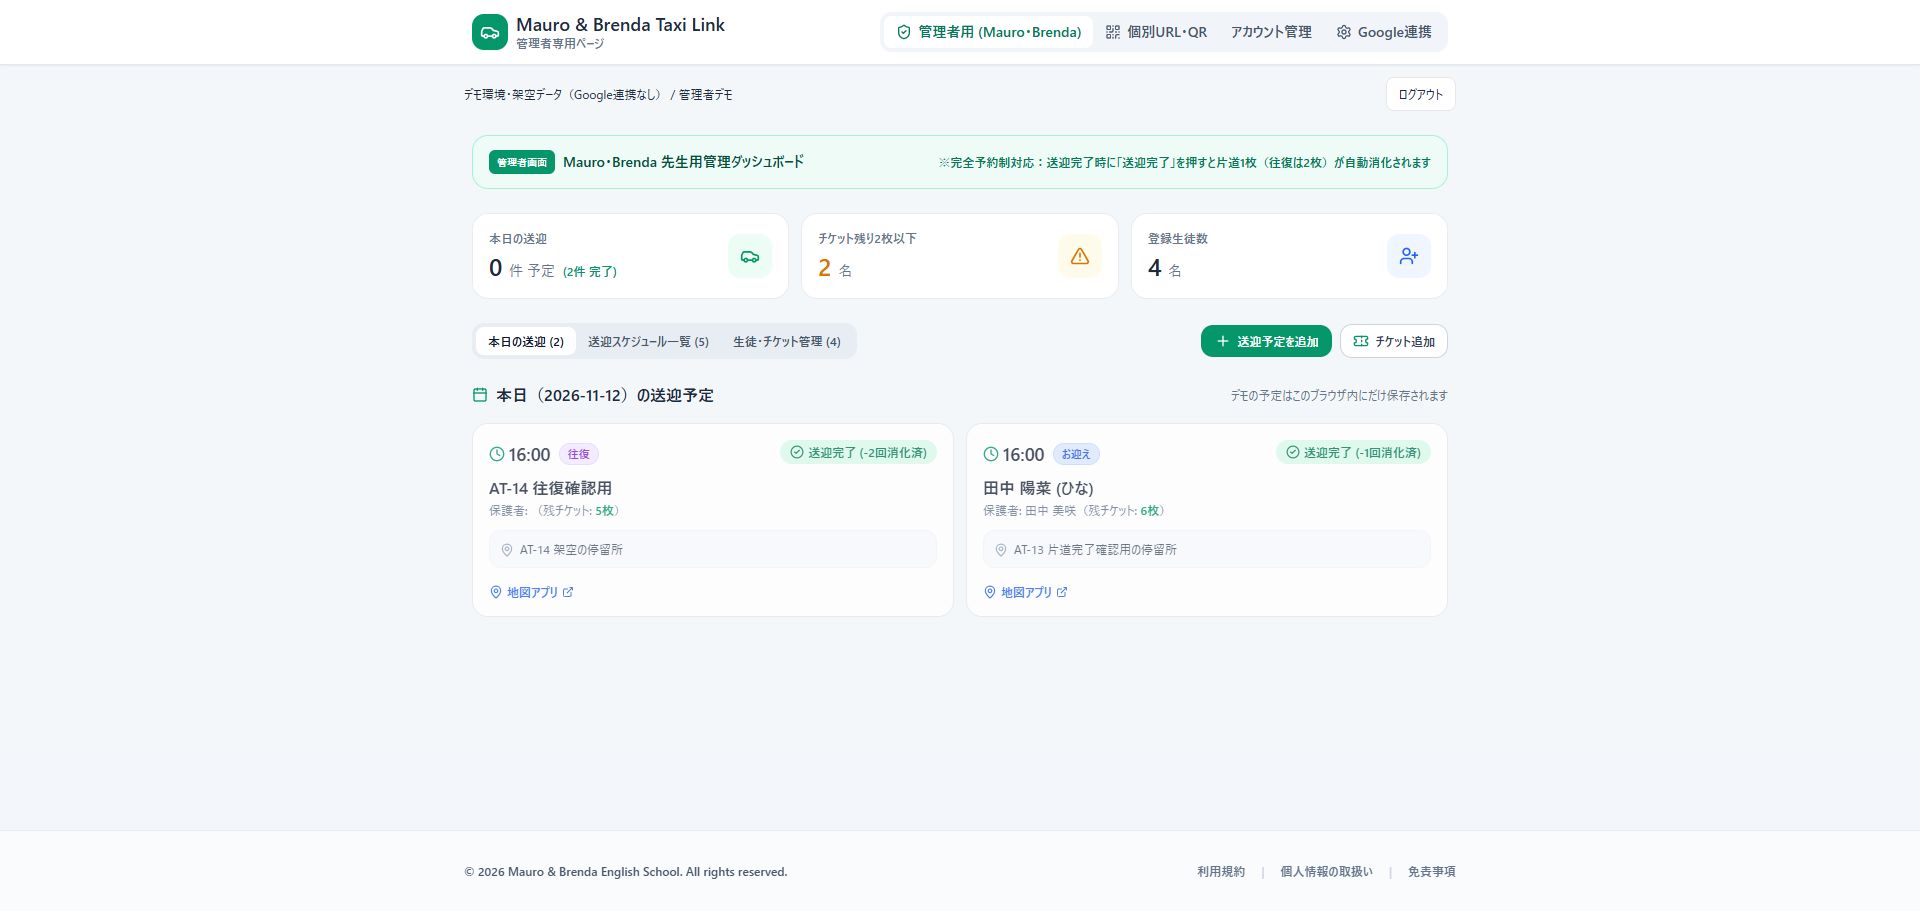 Mauro & Brenda Taxi Link
管理者専用ページ
管理者用 (Mauro・Brenda)
個別URL・QR
アカウント管理
Google連携
デモ環境・架空データ（Google連携なし） / 管理者デモ
ログアウト
管理者画面
Mauro・Brenda 先生用管理ダッシュボード
※完全予約制対応：送迎完了時に「送迎完了」を押すと片道1枚（往復は2枚）が自動消化されます
本日の送迎
0 件 予定 (2件 完了)
チケット残り2枚以下
2 名
登録生徒数
4 名
本日の送迎 (2)
送迎スケジュール一覧 (5)
生徒・チケット管理 (4)
送迎予定を追加
チケット追加
本日（2026-11-12）の送迎予定
デモの予定はこのブラウザ内にだけ保存されます
16:00 往復
送迎完了 (-2回消化済)
AT-14 往復確認用
保護者: （残チケット: 5枚）
AT-14 架空の停留所
地図アプリ
16:00 お迎え
送迎完了 (-1回消化済)
田中 陽菜 (ひな)
保護者: 田中 美咲（残チケット: 6枚）
AT-13 片道完了確認用の停留所
地図アプリ
© 2026 Mauro & Brenda English School. All rights reserved.
利用規約 | 個人情報の取扱い | 免責事項